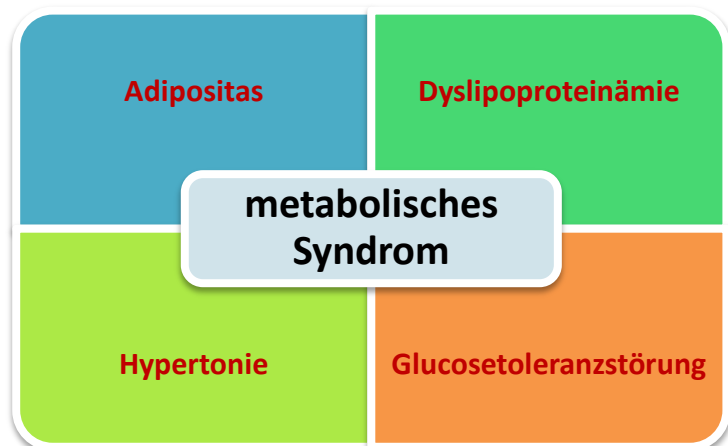 Adipositas
Dyslipoproteinämie
metabolisches
Syndrom
Hypertonie
Glucosetoleranzstörung